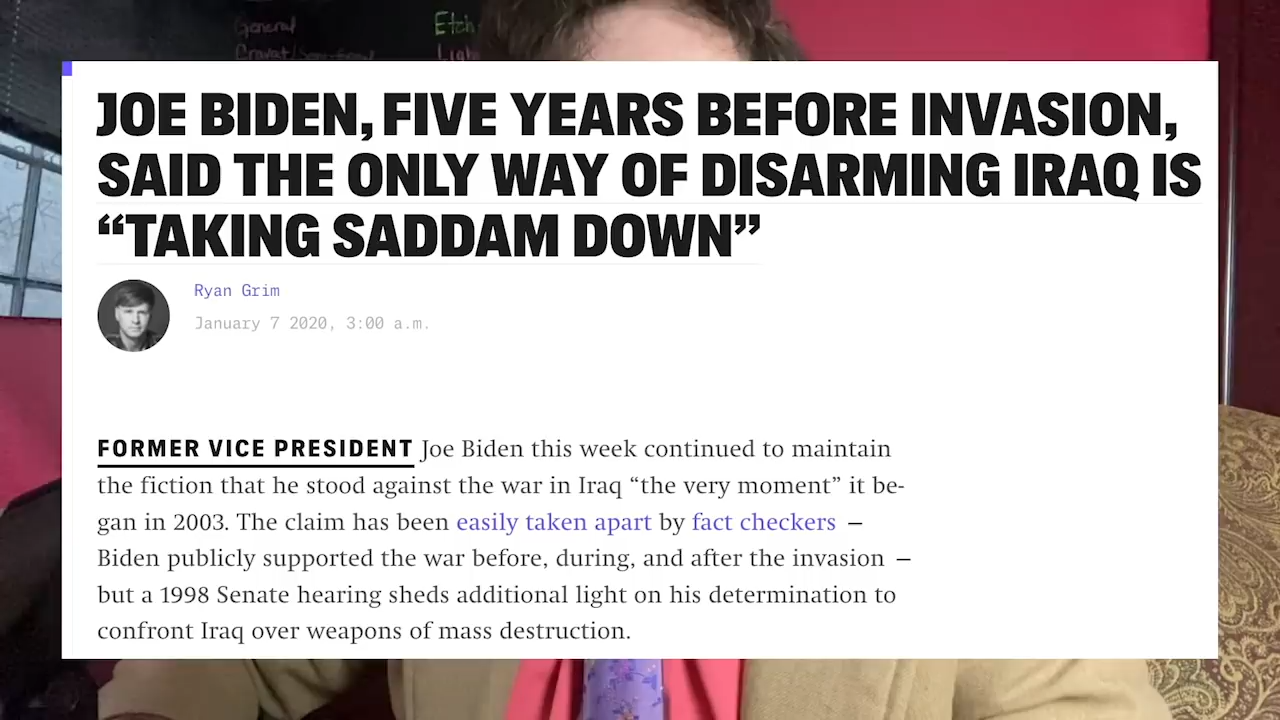 General
Etch
Cravat/
Ligh
JOE BIDEN, FIVE YEARS BEFORE INVASION,
SAID THE ONLY WAY OF DISARMING IRAQ IS
“TAKING SADDAM DOWN”
Ryan Grim
January 7 2020, 3:00 a.m.
FORMER VICE PRESIDENT Joe Biden this week continued to maintain
the fiction that he stood against the war in Iraq “the very moment” it be-
gan in 2003. The claim has been easily taken apart by fact checkers —
Biden publicly supported the war before, during, and after the invasion —
but a 1998 Senate hearing sheds additional light on his determination to
confront Iraq over weapons of mass destruction.